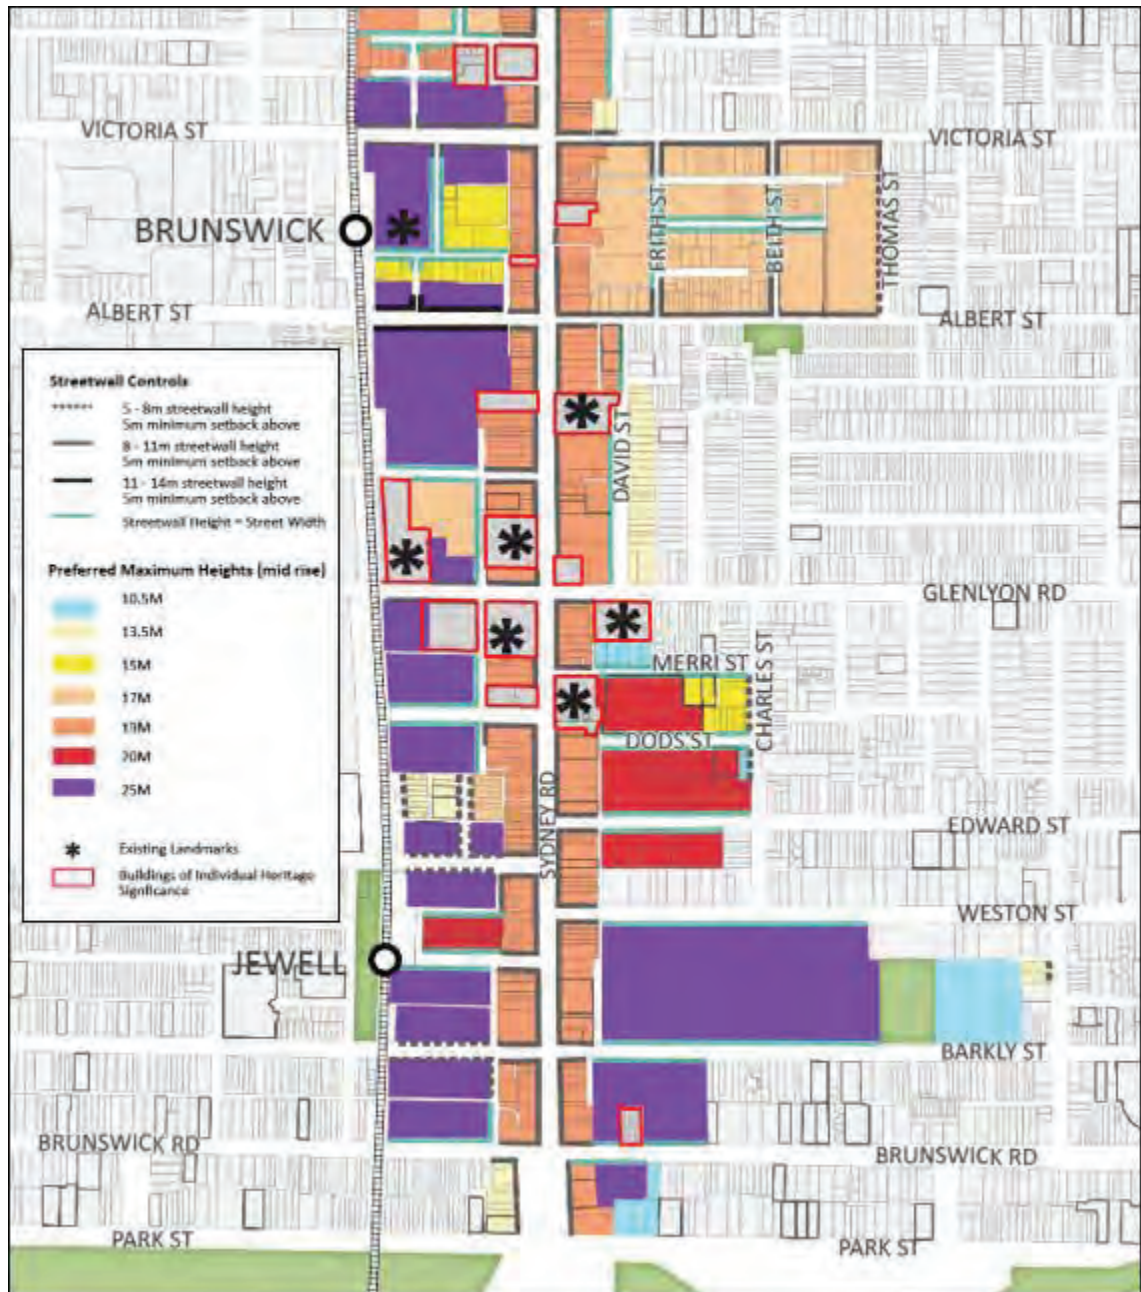 VICTORIA ST
VICTORIA ST
BRUNSWICK
FRITH ST
BEITH ST
THOMAS ST
ALBERT ST
ALBERT ST
Streetwall Controls
5 - 8m streetwall height
5m minimum setback above
8 - 11m streetwall height
5m minimum setback above
11 - 14m streetwall height
5m minimum setback above
Streetwall Height = Street Width
Preferred Maximum Heights (mid rise)
10.5M
13.5M
15M
17M
19M
20M
25M
Existing Landmarks
Buildings of Individual Heritage
Significance
DAVID ST
GLENLYON RD
MERRI ST
CHARLES ST
DODS ST
SYDNEY RD
EDWARD ST
WESTON ST
JEWELL
BARKLY ST
BRUNSWICK RD
BRUNSWICK RD
PARK ST
PARK ST